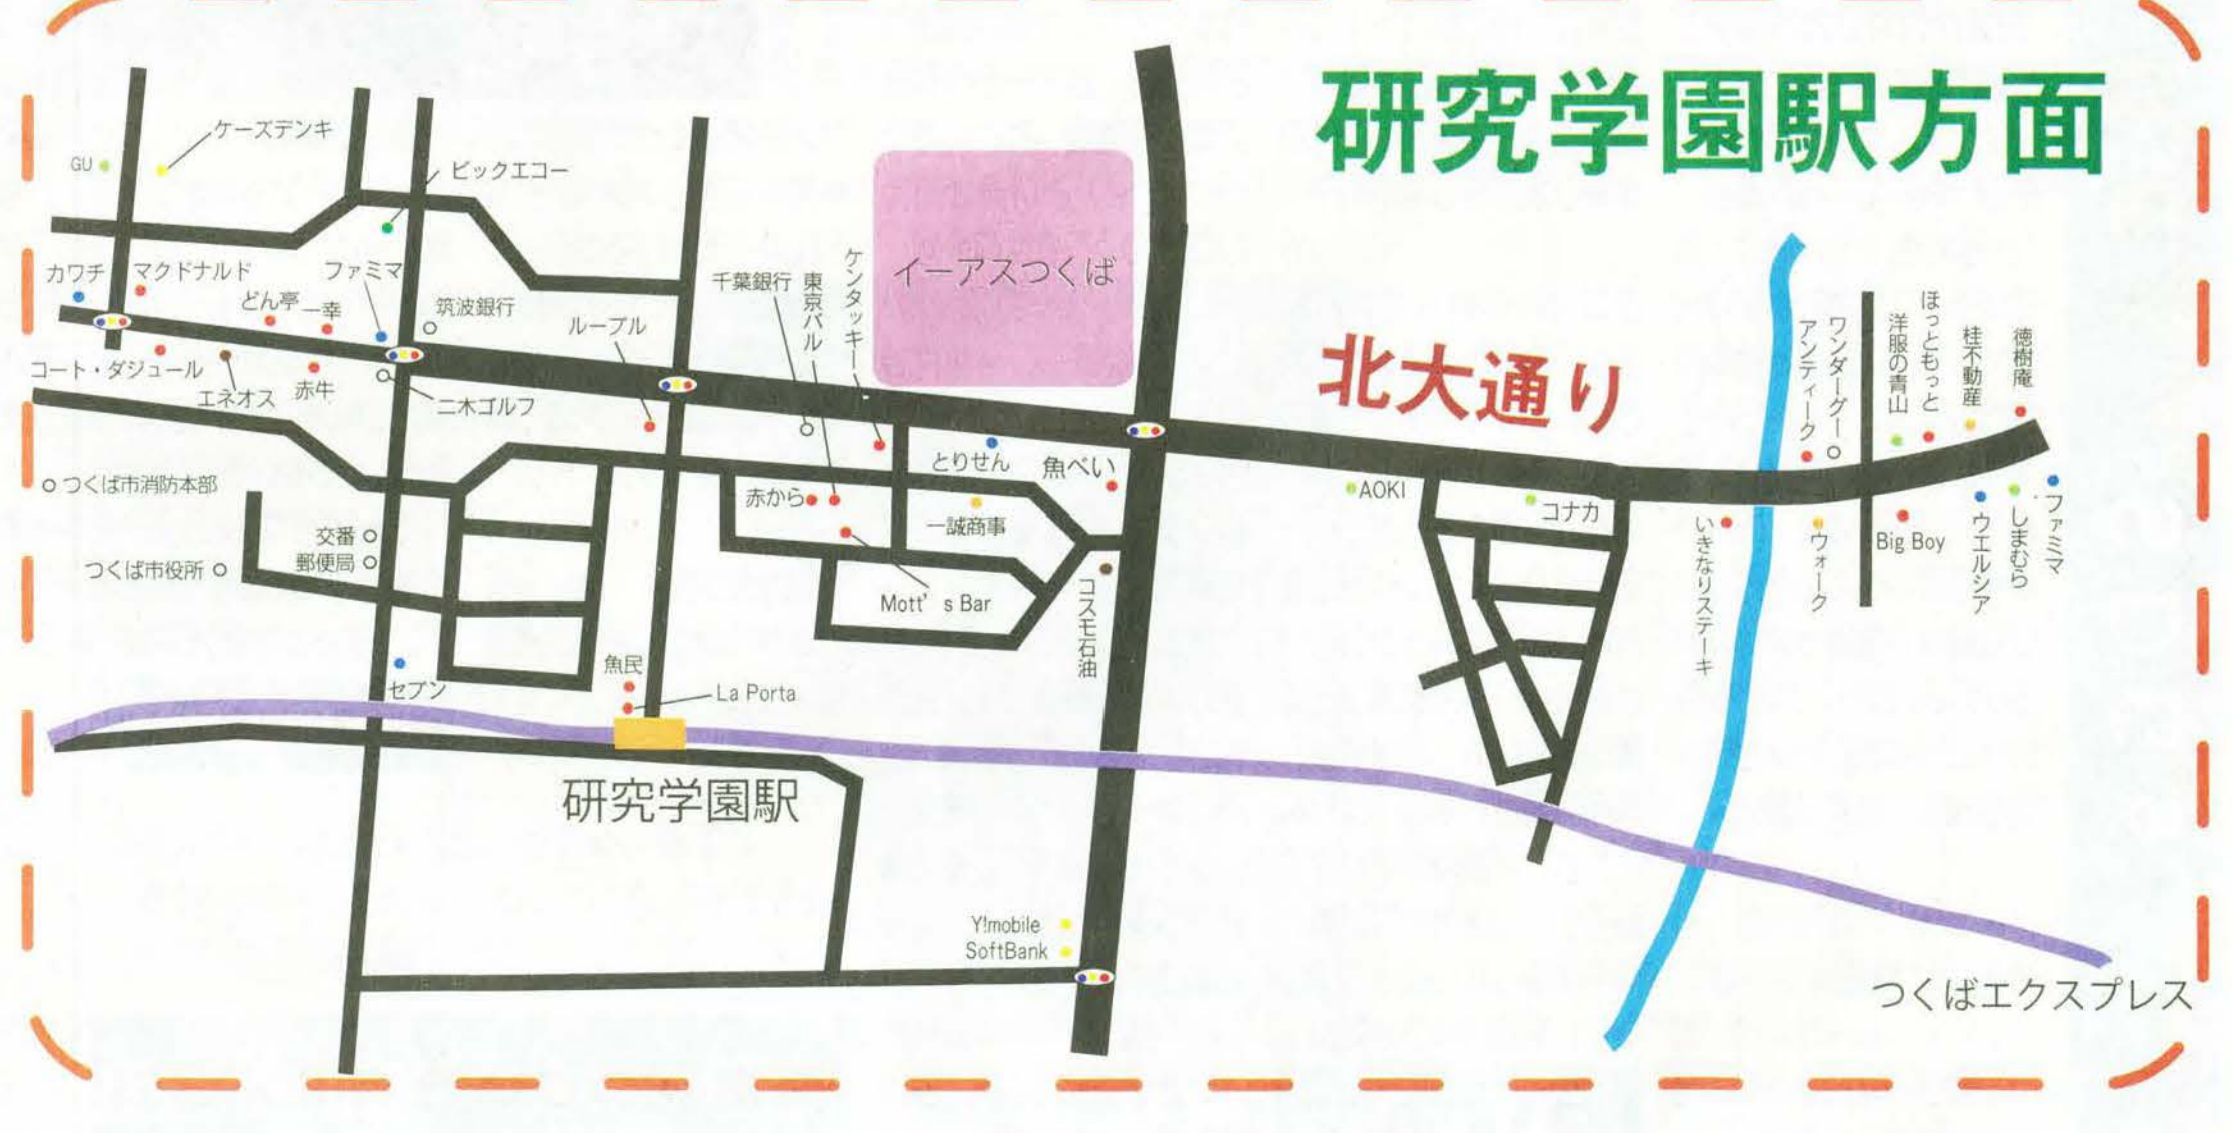 研究学園駅方面
ケーズデンキ
GU
ビックエコー
カワチ
マクドナルド
ファミマ
どん亭
一幸
筑波銀行
ルーブル
千葉銀行
東京バル
ケンタッキー
イーアスつくば
北大通り
コート・ダジュール
エネオス
赤牛
二木ゴルフ
とりせん
魚べい
つくば市消防本部
赤から
一誠商事
交番
郵便局
つくば市役所
Mott's Bar
コスモ石油
魚民
La Porta
セブン
研究学園駅
AOKI
コナカ
アンティーク
ワンダーグー
洋服の青山
ほっともっと
桂不動産
徳樹庵
いきなりステーキ
ウォーク
Big Boy
ウエルシア
しまむら
ファミマ
Y!mobile
SoftBank
つくばエクスプレス